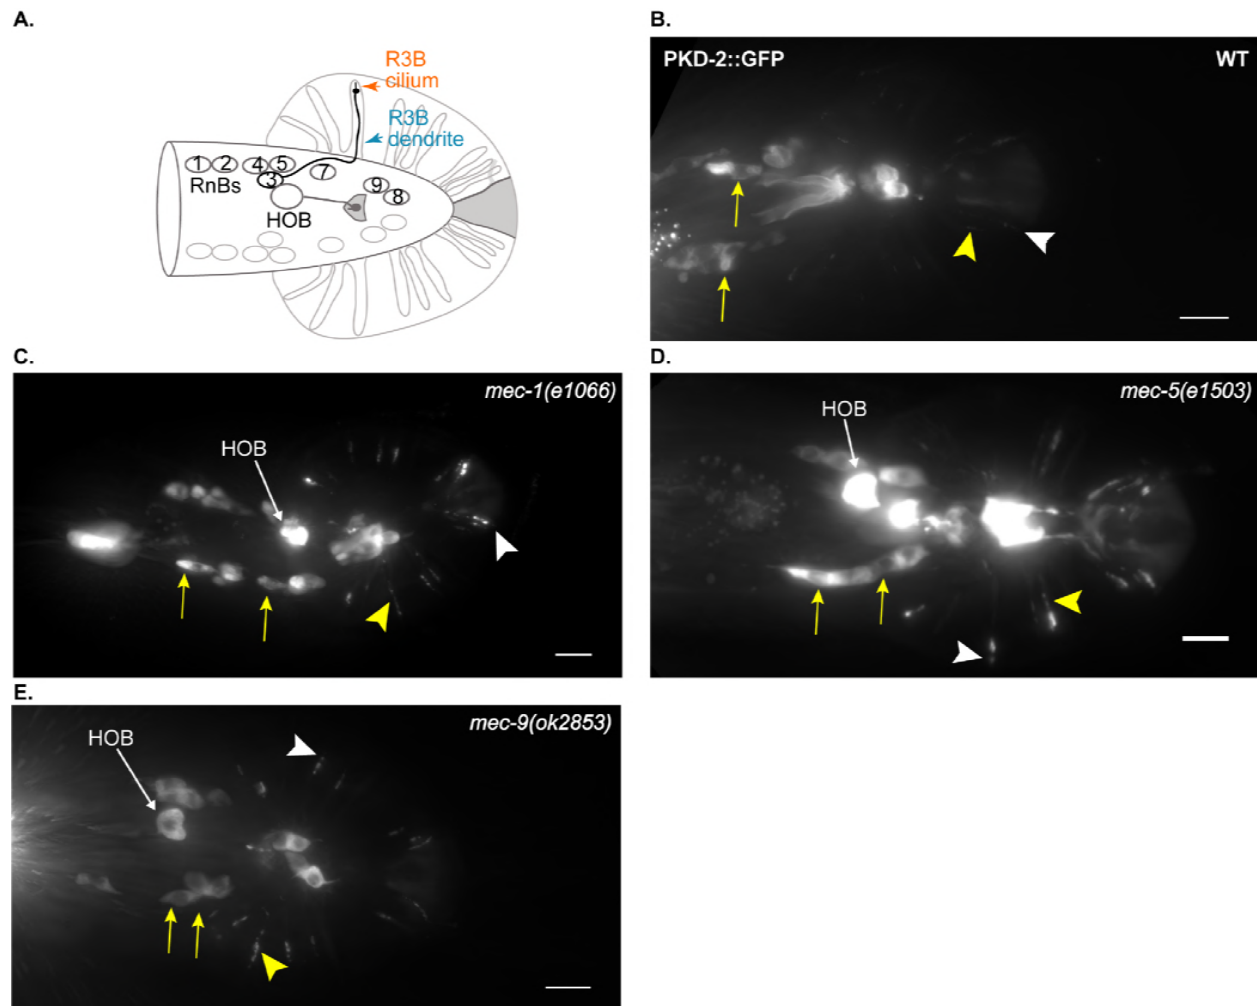 A.
R3B
cilium
R3B
dendrite
1 2 4 5
3 7 9 8
RnBs
HOB
B.
PKD-2::GFP WT
C.
mec-1(e1066)
HOB
D.
mec-5(e1503)
HOB
E.
mec-9(ok2853)
HOB